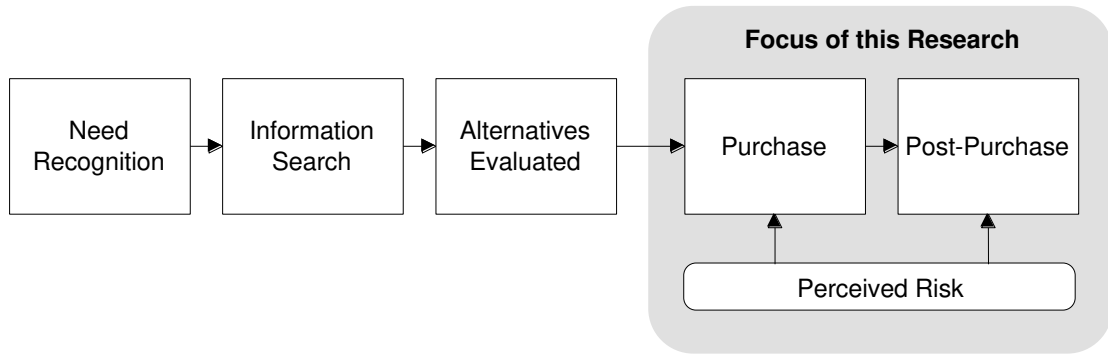 Focus of this Research
Need
Recognition
Information
Search
Alternatives
Evaluated
Purchase
Post-Purchase
Perceived Risk